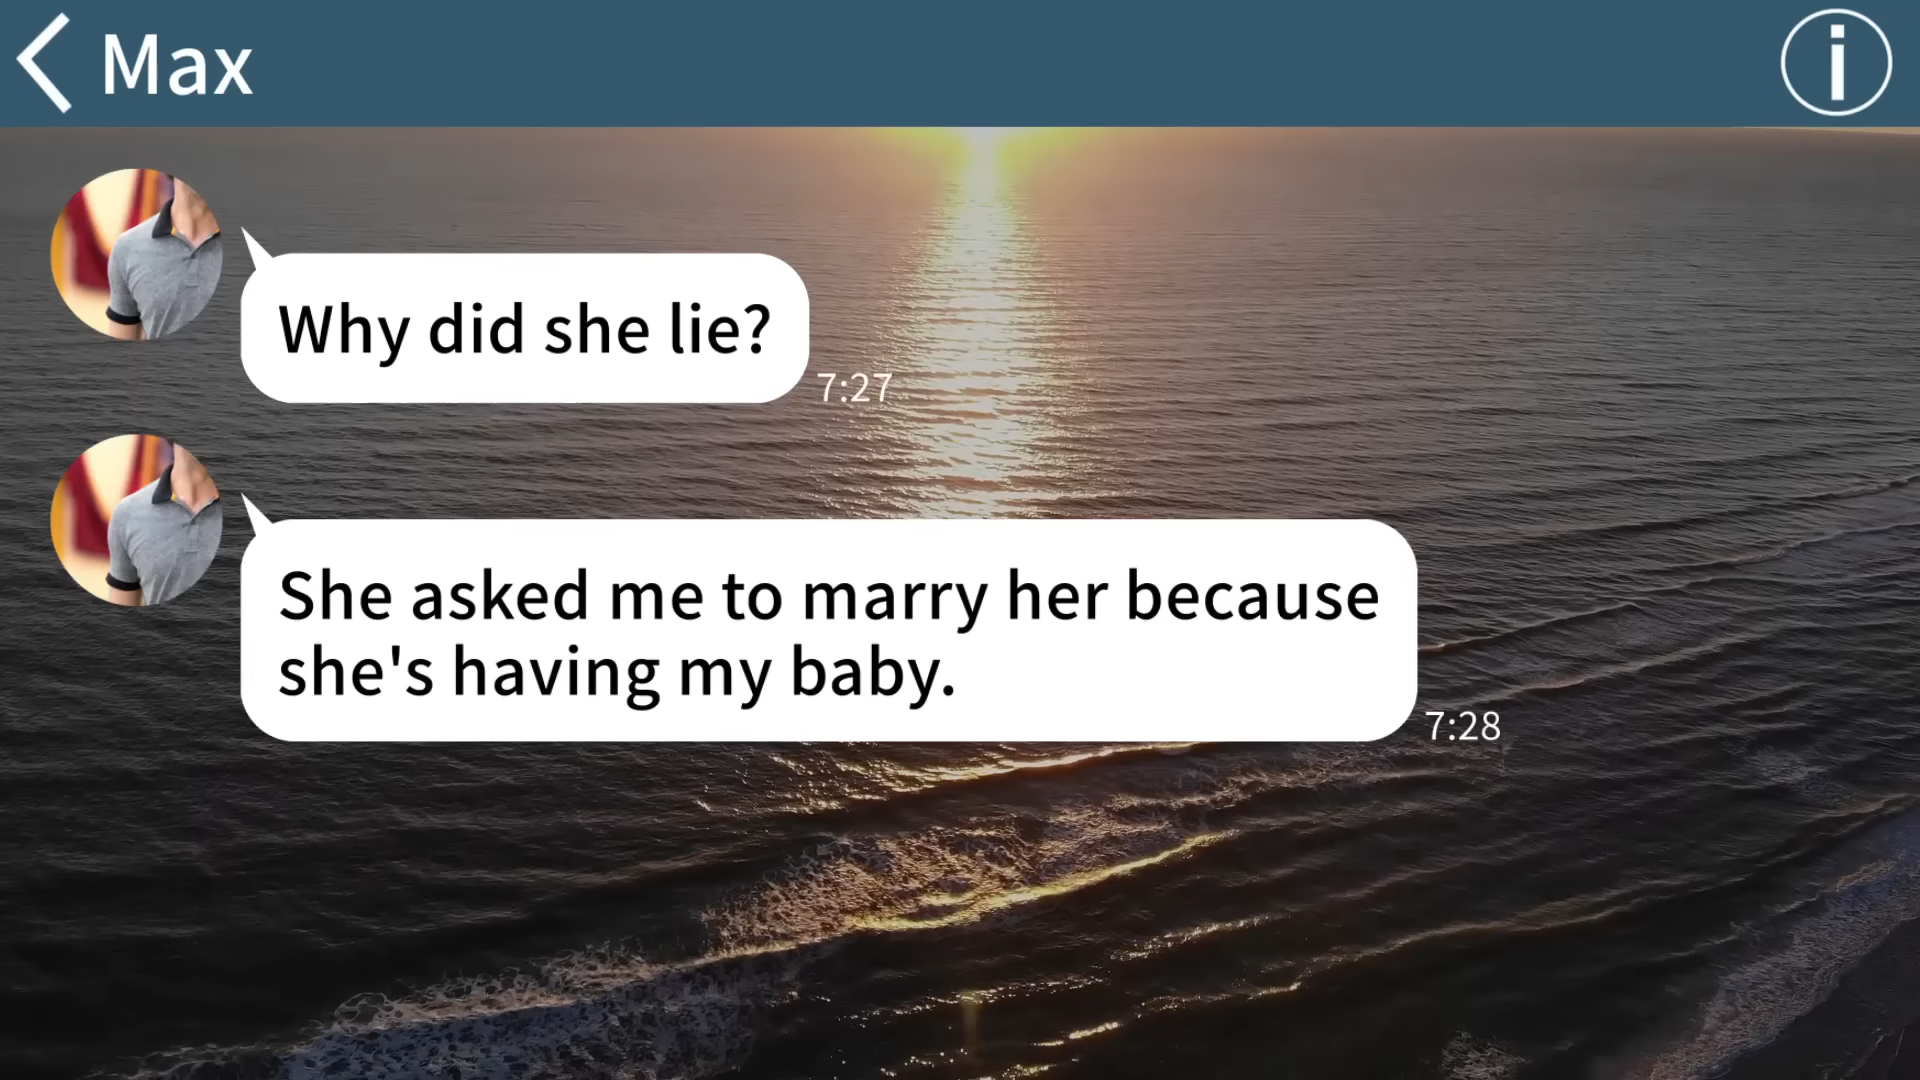 Max
Why did she lie?
7:27
She asked me to marry her because
she's having my baby.
7:28